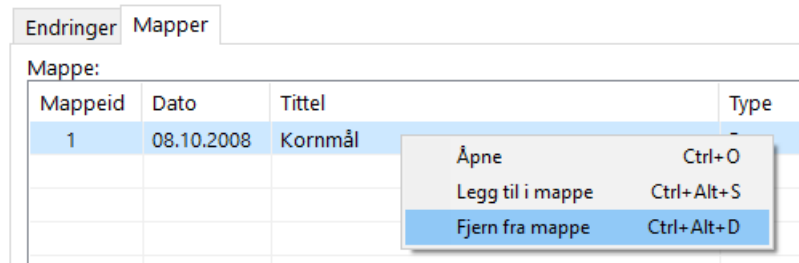 Endringer Mapper
Mappe:
Mappeid Dato Tittel Type
1 08.10.2008 Kornmål
Åpne Ctrl+O
Legg til i mappe Ctrl+Alt+S
Fjern fra mappe Ctrl+Alt+D